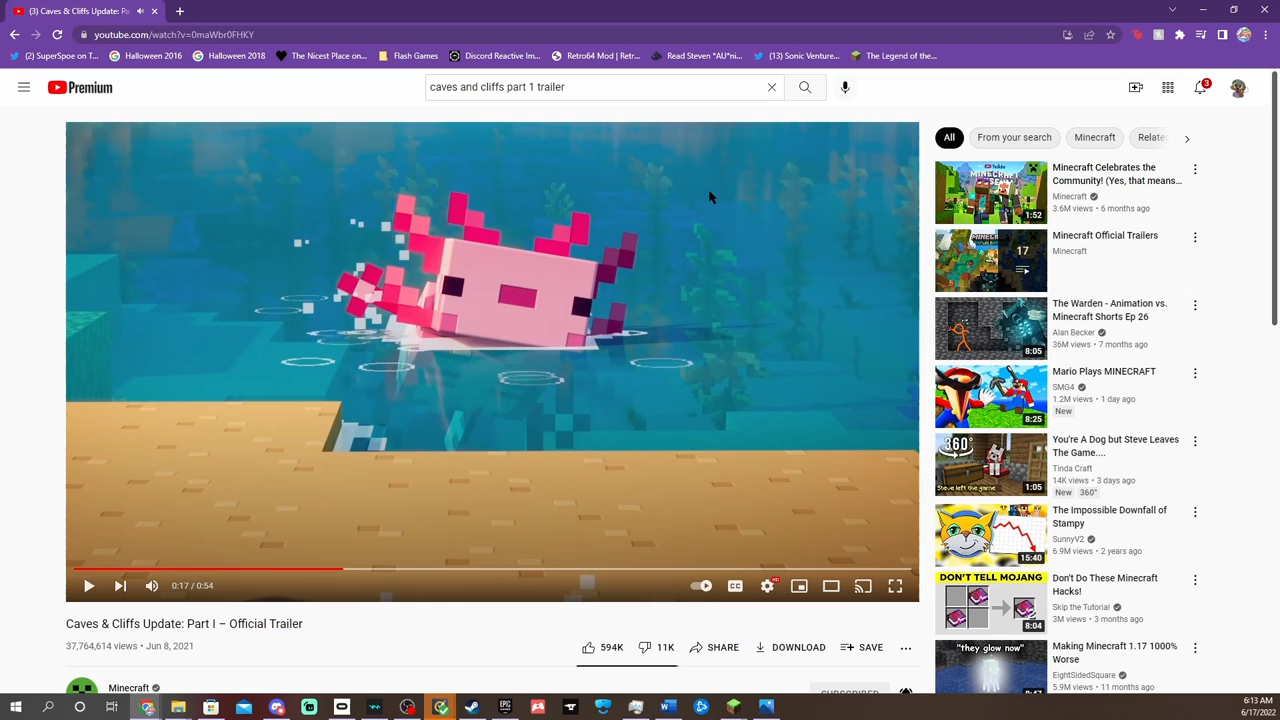 (3) Caves & Cliffs Update: Pa
youtube.com/watch?v=0maWbr0FHKY
(2) SuperSpoe on T...
Halloween 2016
Halloween 2018
The Nicest Place on...
Flash Games
Discord Reactive Im...
Retro64 Mod | Retro...
Read Steven "AU"•ni...
(13) Sonic Venture...
The Legend of the...
Premium
caves and cliffs part 1 trailer
3
All
From your search
Minecraft
Relate
Minecraft Celebrates the
Community! (Yes, that means...
Minecraft
3.6M views • 6 months ago
1:52
Minecraft Official Trailers
Minecraft
17
The Warden - Animation vs.
Minecraft Shorts Ep 26
Alan Becker
36M views • 7 months ago
8:05
Mario Plays MINECRAFT
SMG4
1.2M views • 1 day ago
New
8:25
360°
Steve left the game
You're A Dog but Steve Leaves
The Game....
Tinda Craft
14K views • 3 days ago
New 360°
1:05
The Impossible Downfall of
Stampy
SunnyV2
6.9M views • 2 years ago
15:40
DON'T TELL MOJANG
Don't Do These Minecraft
Hacks!
Skip the Tutorial
3M views • 3 months ago
8:04
"they glow now"
Making Minecraft 1.17 1000%
Worse
EightSidedSquare
5.9M views • 11 months ago
0:17 / 0:54
CC
HD
Caves & Cliffs Update: Part I – Official Trailer
37,764,614 views • Jun 8, 2021
594K
11K
SHARE
DOWNLOAD
SAVE
Minecraft
SUBSCRIBED
6:13 AM
6/17/2022